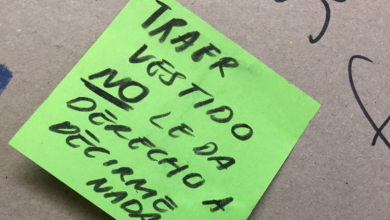 TRAER
VESTIDO
NO LE DA
DERECHO A
DECIRME
NADA